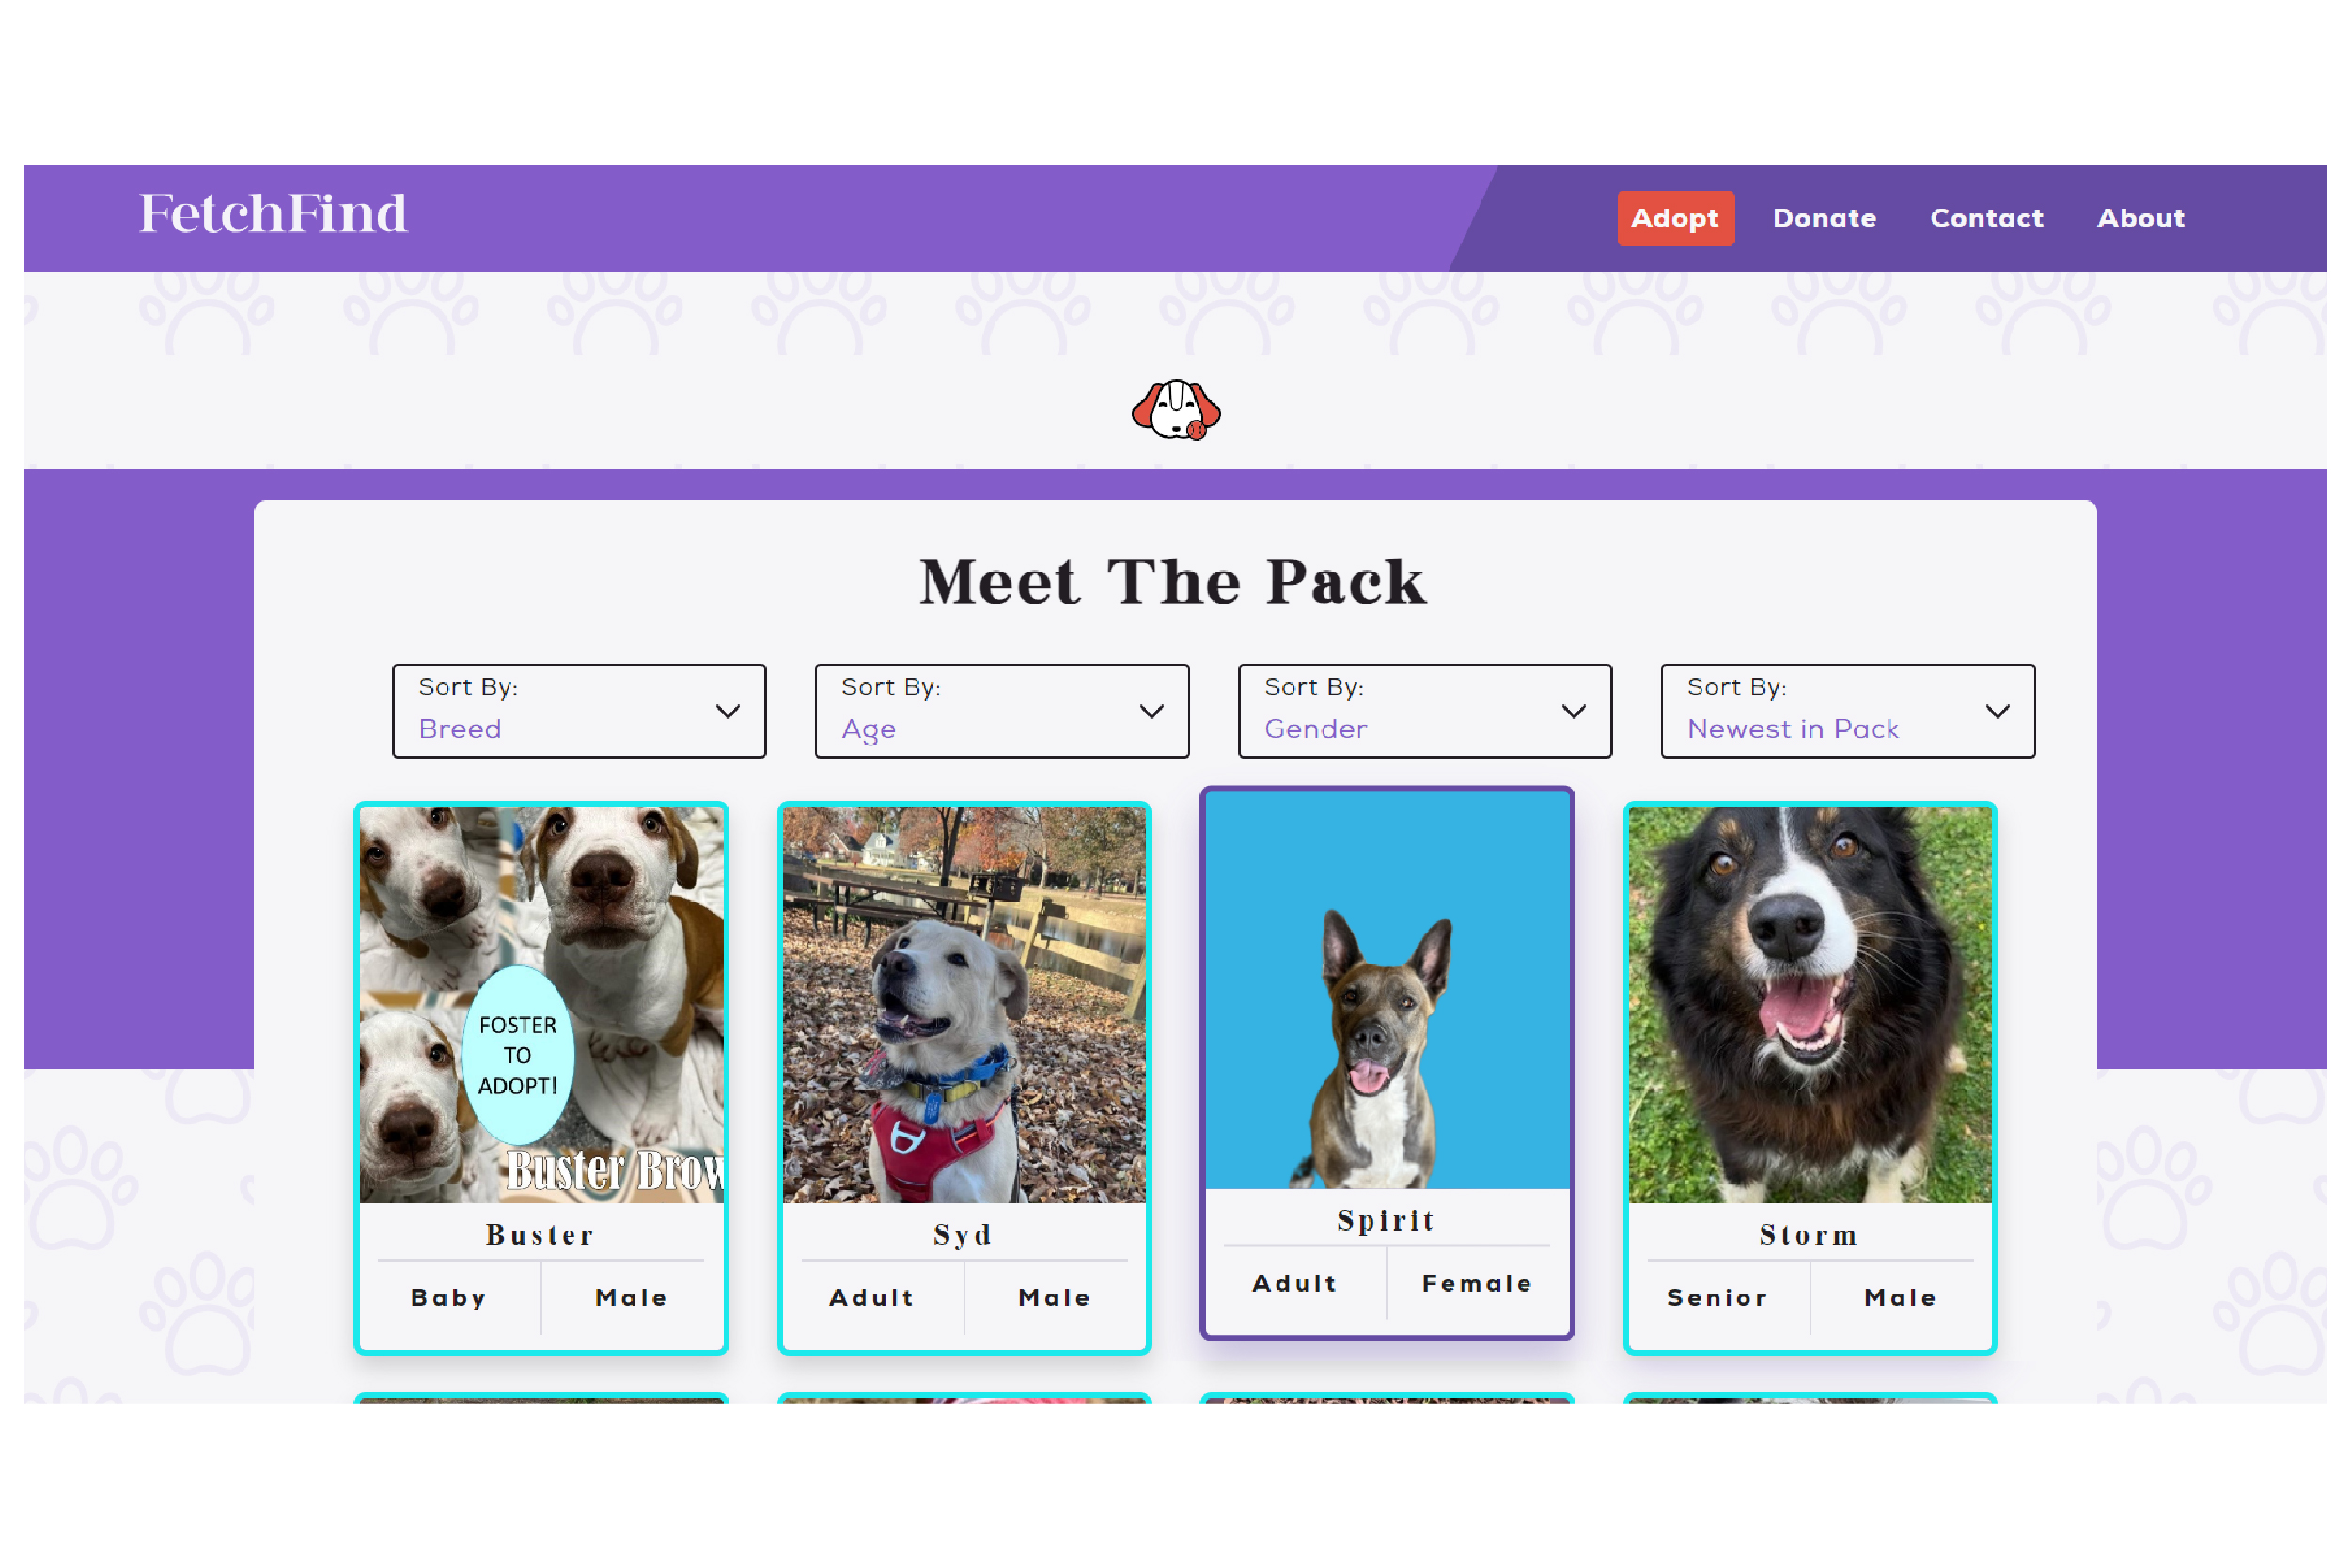 FetchFind
Adopt Donate Contact About
Meet The Pack
Sort By:
Breed
Sort By:
Age
Sort By:
Gender
Sort By:
Newest in Pack
FOSTER
TO
ADOPT!
Buster Brow
Buster
Baby Male
Syd
Adult Male
Spirit
Adult Female
Storm
Senior Male